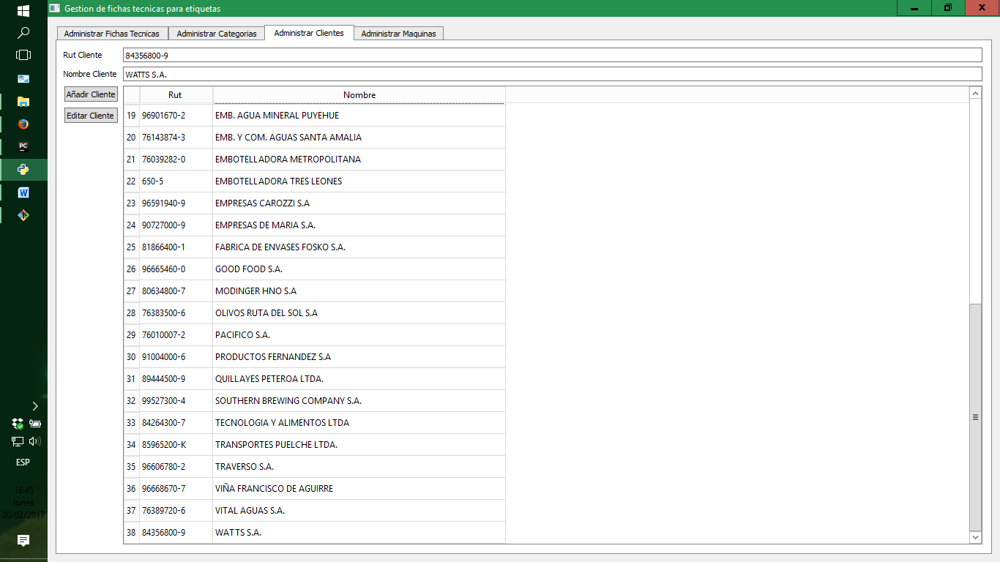 Gestion de fichas tecnicas para etiquetas
Administrar Fichas Tecnicas Administrar Categorias Administrar Clientes Administrar Maquinas
Rut Cliente 84356800-9
Nombre Cliente WATTS S.A.
Añadir Cliente
Editar Cliente
Rut Nombre
19 96901670-2 EMB. AGUA MINERAL PUYEHUE
20 76143874-3 EMB. Y COM. AGUAS SANTA AMALIA
21 76039282-0 EMBOTELLADORA METROPOLITANA
22 650-5 EMBOTELLADORA TRES LEONES
23 96591940-9 EMPRESAS CAROZZI S.A
24 90727000-9 EMPRESAS DE MARIA S.A.
25 81866400-1 FABRICA DE ENVASES FOSKO S.A.
26 96665460-0 GOOD FOOD S.A.
27 80634800-7 MODINGER HNO S.A
28 76383500-6 OLIVOS RUTA DEL SOL S.A
29 76010007-2 PACIFICO S.A.
30 91004000-6 PRODUCTOS FERNANDEZ S.A
31 89444500-9 QUILLAYES PETEROA LTDA.
32 99527300-4 SOUTHERN BREWING COMPANY S.A.
33 84264300-7 TECNOLOGIA Y ALIMENTOS LTDA
34 85965200-K TRANSPORTES PUELCHE LTDA.
35 96606780-2 TRAVERSO S.A.
36 96668670-7 VIÑA FRANCISCO DE AGUIRRE
37 76389720-6 VITAL AGUAS S.A.
38 84356800-9 WATTS S.A.
PC
W
ESP
16:45
lunes
20/02/2017